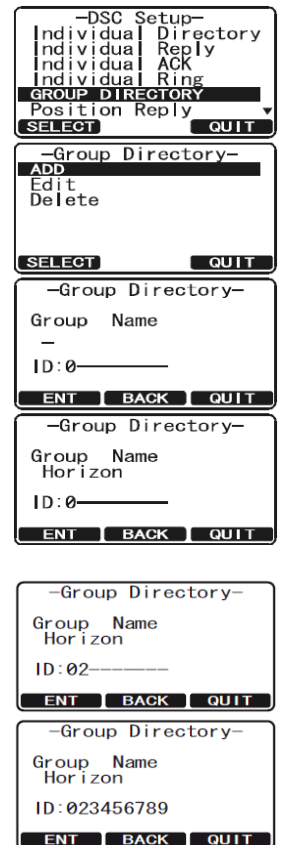 -DSC Setup-
Individual Directory
Individual Reply
Individual ACK
Individual Ring
GROUP DIRECTORY
Position Reply ▼
SELECT QUIT
-Group Directory-
ADD
Edit
Delete
SELECT QUIT
-Group Directory-
Group Name
_
ID:0--------
ENT BACK QUIT
-Group Directory-
Group Name
Horizon
ID:0--------
ENT BACK QUIT
-Group Directory-
Group Name
Horizon
ID:02-------
ENT BACK QUIT
-Group Directory-
Group Name
Horizon
ID:023456789
ENT BACK QUIT